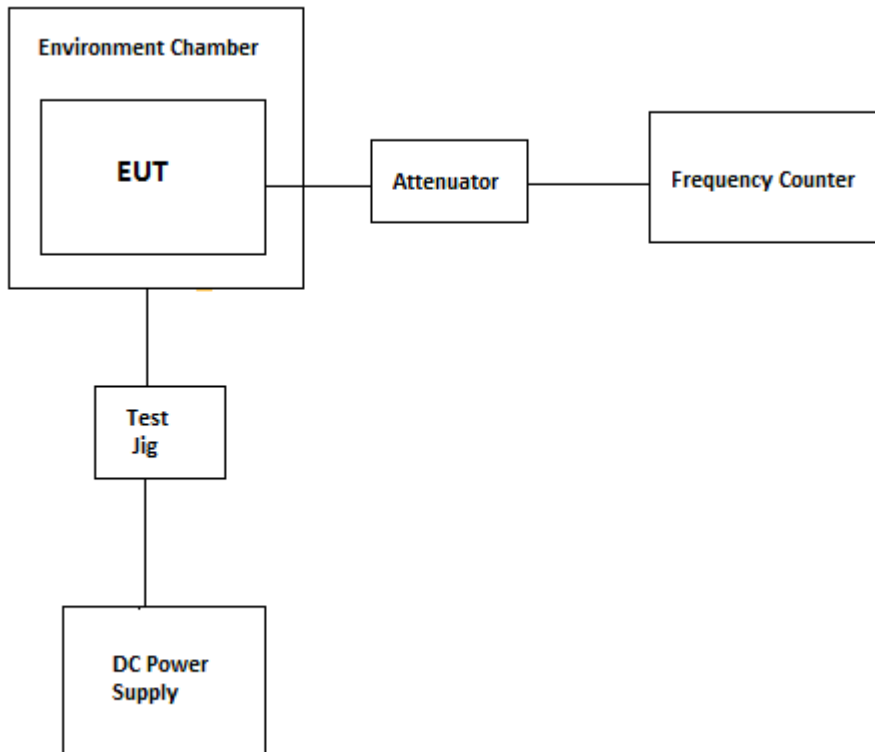 Environment Chamber
EUT
Attenuator
Frequency Counter
Test
Jig
DC Power
Supply